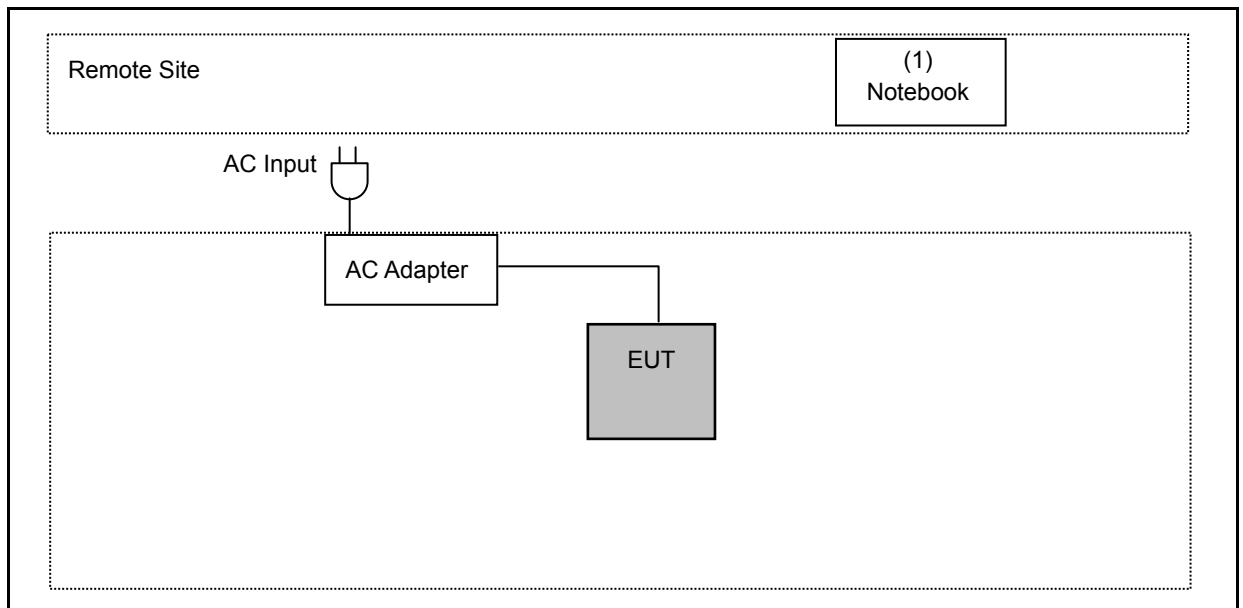 Remote Site
(1)
Notebook
AC Input
AC Adapter
EUT